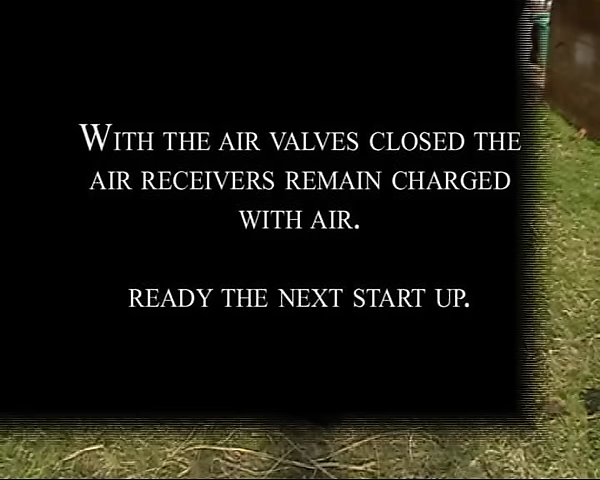 With the air valves closed the
air receivers remain charged
with air.
ready the next start up.